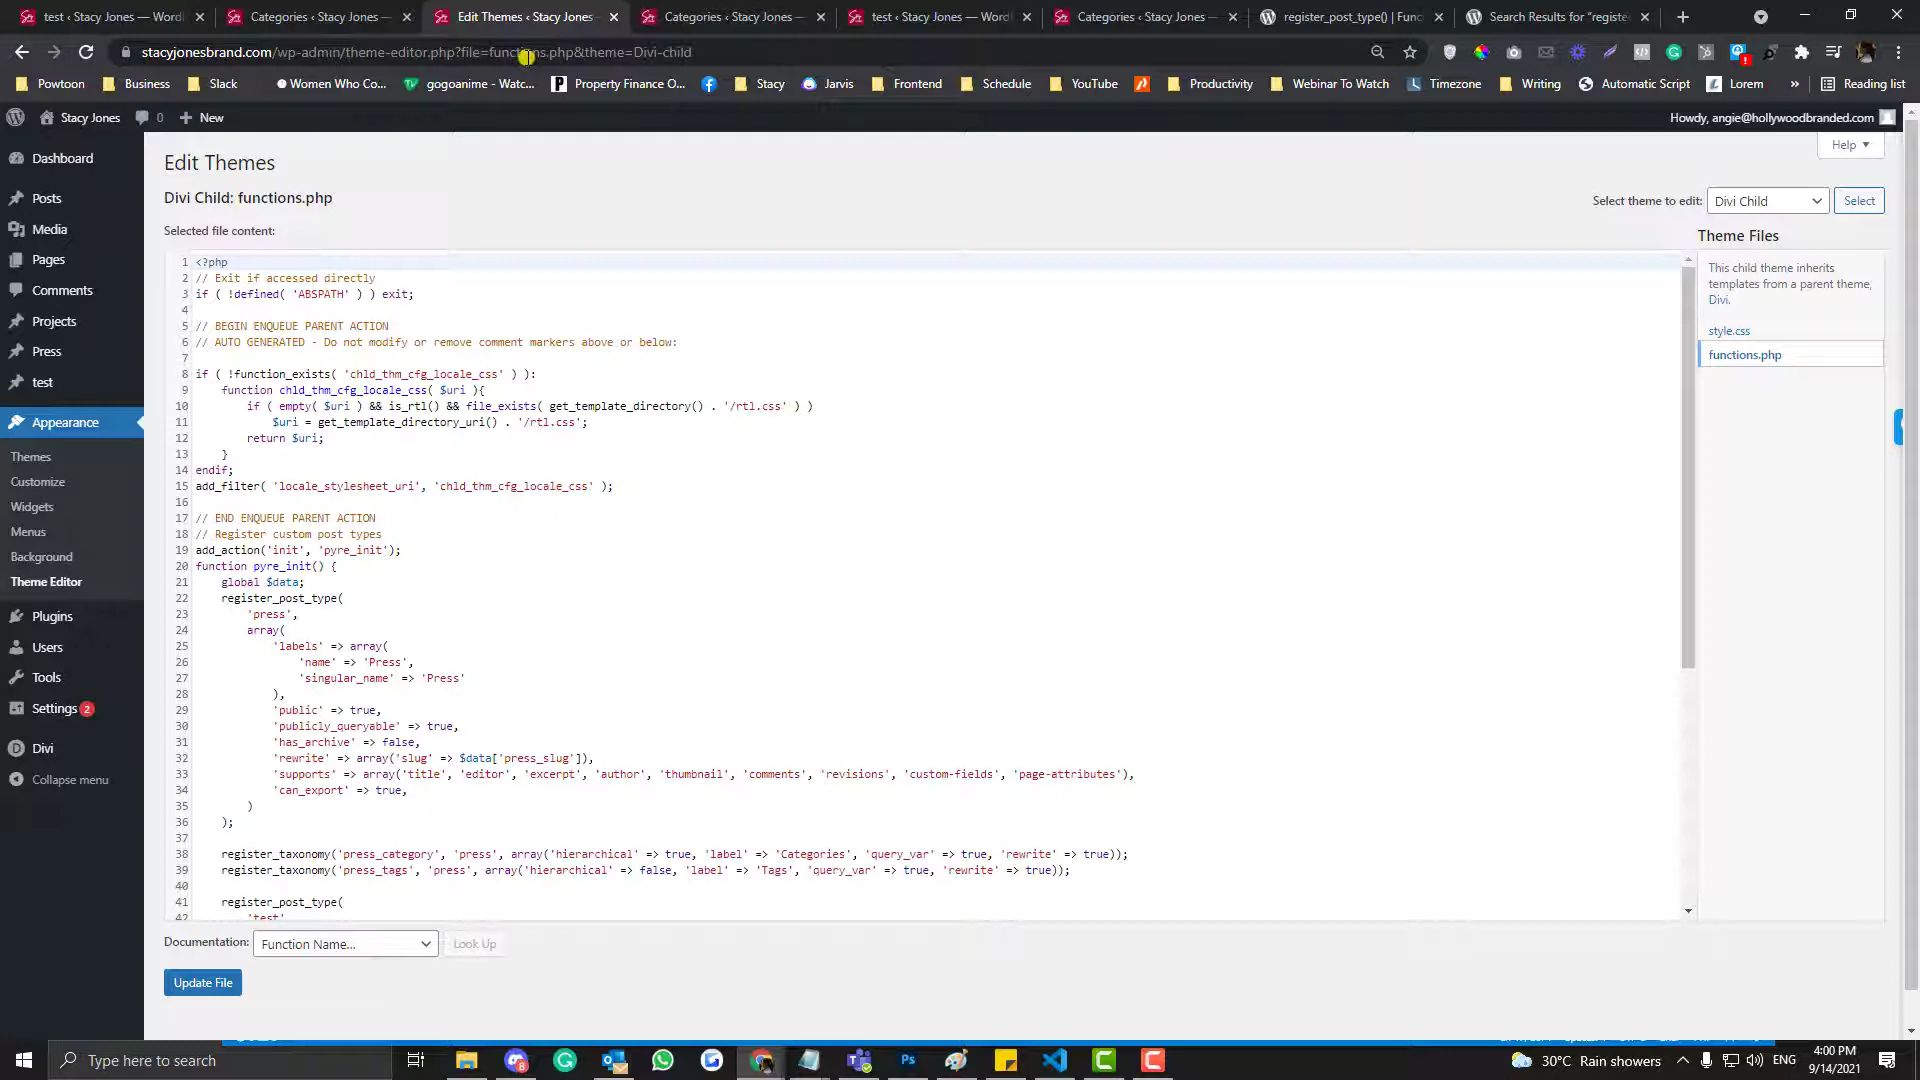 test ‹ Stacy Jones — WordI
Categories ‹ Stacy Jones —
Edit Themes ‹ Stacy Jones
Categories ‹ Stacy Jones —
test ‹ Stacy Jones — Word
Categories ‹ Stacy Jones —
register_post_type() | Func
Search Results for "registe
stacyjonesbrand.com/wp-admin/theme-editor.php?file=functions.php&theme=Divi-child
Powtoon
Business
Slack
Women Who Co...
gogoanime - Watc...
Property Finance O...
Stacy
Jarvis
Frontend
Schedule
YouTube
Productivity
Webinar To Watch
Timezone
Writing
Automatic Script
Lorem
»
Reading list
Stacy Jones
0
+ New
Howdy, angie@hollywoodbranded.com
Help ▼
Dashboard
Posts
Media
Pages
Comments
Projects
Press
test
Appearance
Themes
Customize
Widgets
Menus
Background
Theme Editor
Plugins
Users
Tools
Settings 2
Divi
Collapse menu
Edit Themes
Divi Child: functions.php
Select theme to edit: Divi Child Select
Selected file content:
1 <?php
2 // Exit if accessed directly
3 if ( !defined( 'ABSPATH' ) ) exit;
4
5 // BEGIN ENQUEUE PARENT ACTION
6 // AUTO GENERATED - Do not modify or remove comment markers above or below:
7
8 if ( !function_exists( 'chld_thm_cfg_locale_css' ) ):
9     function chld_thm_cfg_locale_css( $uri ){
10         if ( empty( $uri ) && is_rtl() && file_exists( get_template_directory() . '/rtl.css' ) )
11             $uri = get_template_directory_uri() . '/rtl.css';
12         return $uri;
13     }
14 endif;
15 add_filter( 'locale_stylesheet_uri', 'chld_thm_cfg_locale_css' );
16
17 // END ENQUEUE PARENT ACTION
18 // Register custom post types
19 add_action('init', 'pyre_init');
20 function pyre_init() {
21     global $data;
22     register_post_type(
23         'press',
24         array(
25             'labels' => array(
26                 'name' => 'Press',
27                 'singular_name' => 'Press'
28             ),
29             'public' => true,
30             'publicly_queryable' => true,
31             'has_archive' => false,
32             'rewrite' => array('slug' => $data['press_slug']),
33             'supports' => array('title', 'editor', 'excerpt', 'author', 'thumbnail', 'comments', 'revisions', 'custom-fields', 'page-attributes'),
34             'can_export' => true,
35         )
36     );
37
38     register_taxonomy('press_category', 'press', array('hierarchical' => true, 'label' => 'Categories', 'query_var' => true, 'rewrite' => true));
39     register_taxonomy('press_tags', 'press', array('hierarchical' => false, 'label' => 'Tags', 'query_var' => true, 'rewrite' => true));
40
41     register_post_type(
42         'test'
Theme Files
This child theme inherits
templates from a parent theme,
Divi.
style.css
functions.php
Documentation: Function Name... Look Up
Update File
Type here to search
30°C Rain showers
ENG
4:00 PM
9/14/2021